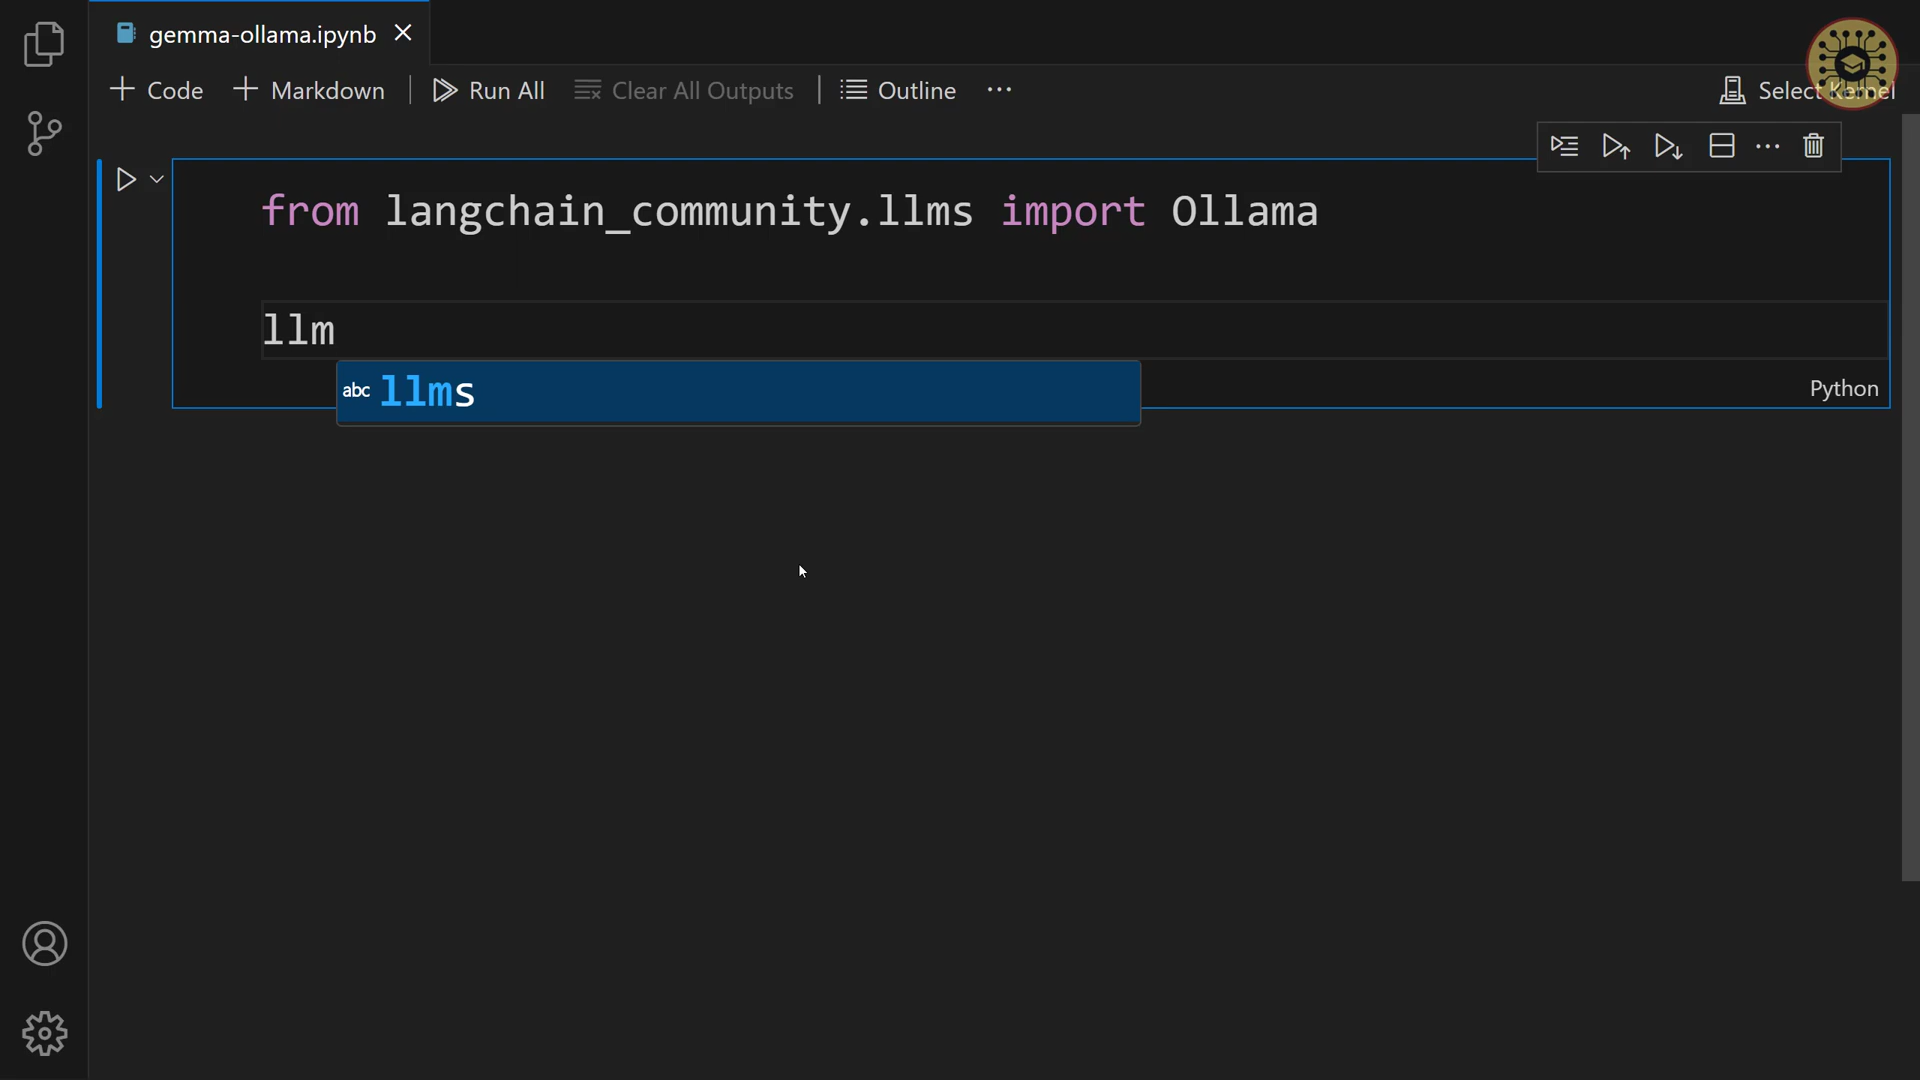 gemma-ollama.ipynb
Code Markdown Run All Clear All Outputs Outline Select Kernel
from langchain_community.llms import Ollama
llm
abc llms
Python